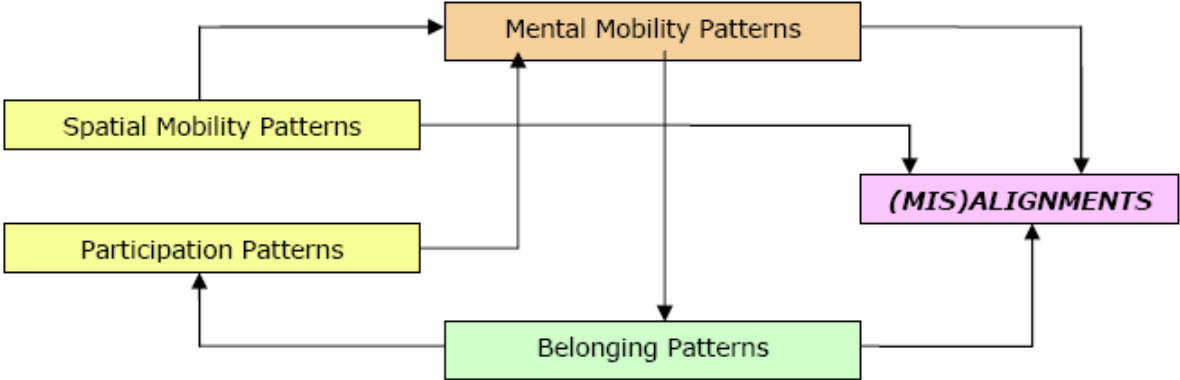 Mental Mobility Patterns
Spatial Mobility Patterns
(MIS)ALIGNMENTS
Participation Patterns
Belonging Patterns